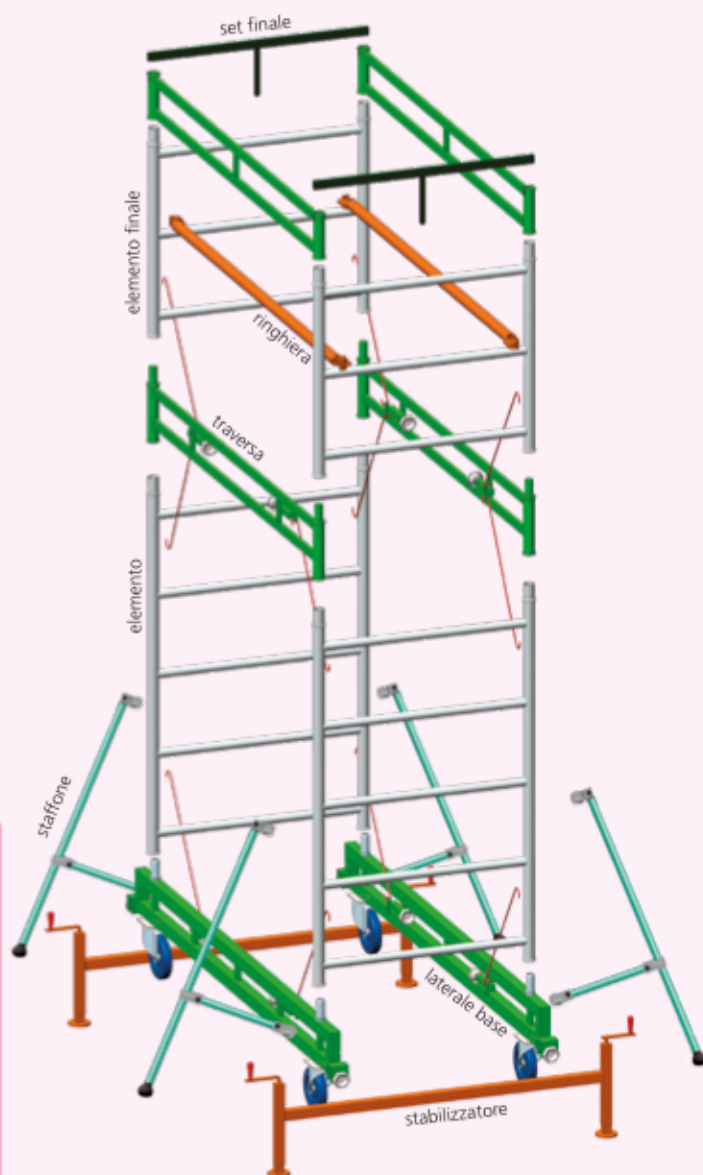 set finale
elemento finale
ringhiera
traversa
elemento
staffone
laterale base
stabilizzatore